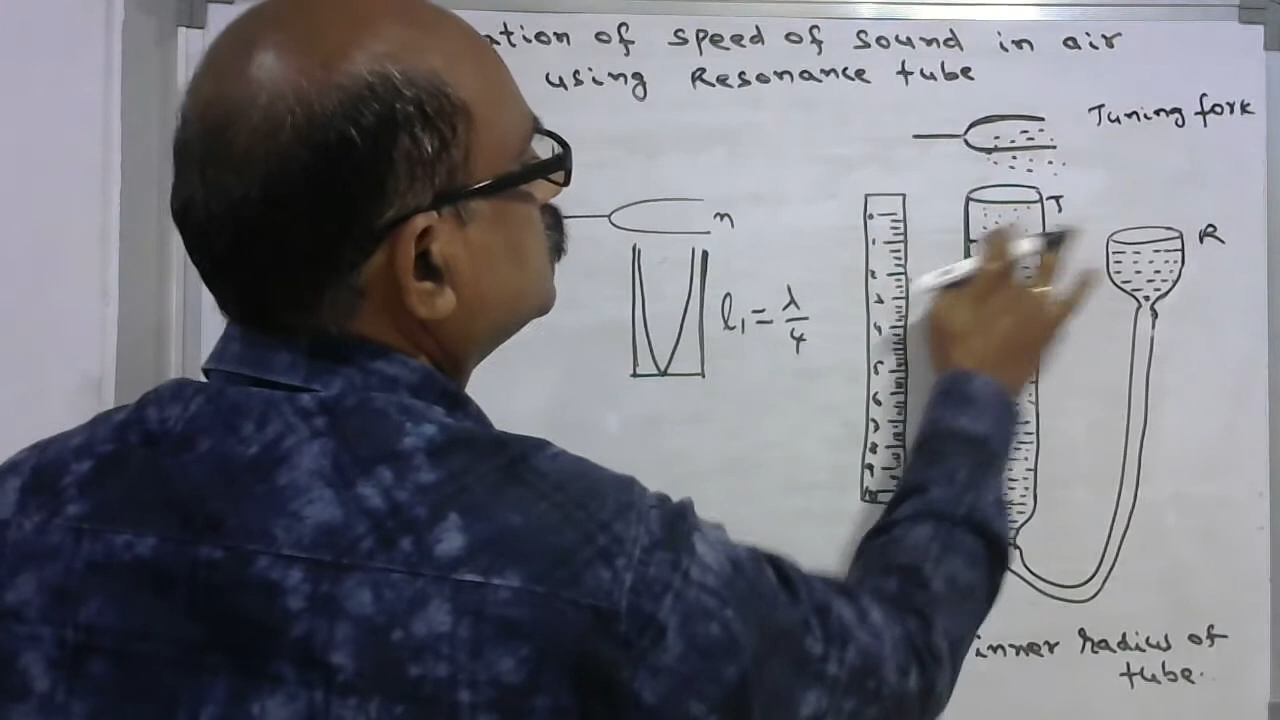 ation of speed of sound in air
using Resonance tube
Tuning fork
T
R
n
l₁ = λ/4
inner radius of
tube.